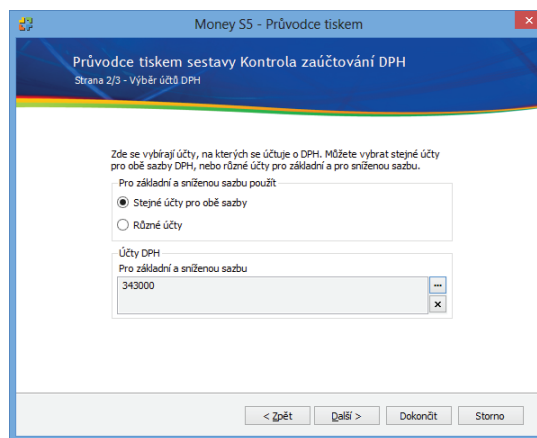 Money S5 - Průvodce tiskem
Průvodce tiskem sestavy Kontrola zaúčtování DPH
Strana 2/3 - Výběr účtů DPH
Zde se vybírají účty, na kterých se účtuje o DPH. Můžete vybrat stejné účty
pro obě sazby DPH, nebo různé účty pro základní a pro sníženou sazbu.
Pro základní a sníženou sazbu použít
Stejné účty pro obě sazby
Různé účty
Účty DPH
Pro základní a sníženou sazbu
343000
...
< Zpět Další > Dokončit Storno